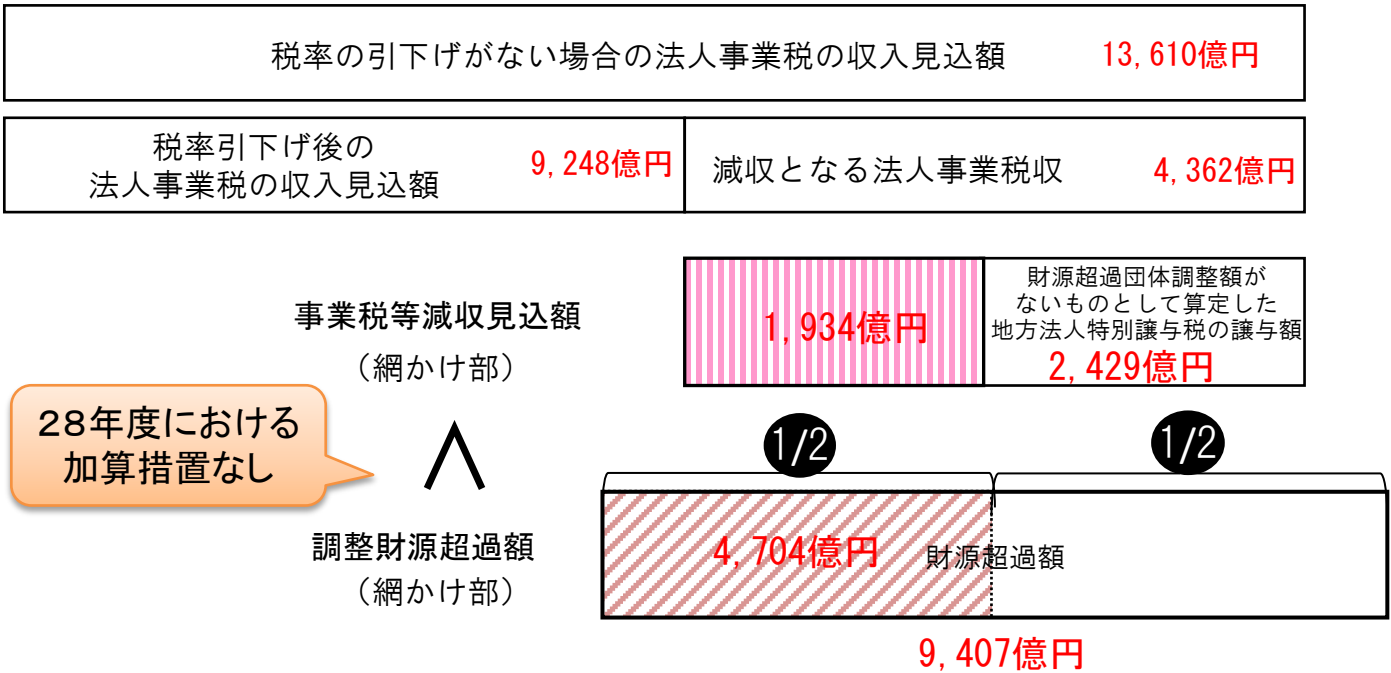 税率の引下げがない場合の法人事業税の収入見込額 13,610億円
税率引下げ後の
法人事業税の収入見込額 9,248億円
減収となる法人事業税収 4,362億円
事業税等減収見込額
（網かけ部）
1,934億円
財源超過団体調整額が
ないものとして算定した
地方法人特別譲与税の譲与額
2,429億円
28年度における
加算措置なし
∧
1/2
1/2
調整財源超過額
（網かけ部）
4,704億円
財源超過額
9,407億円